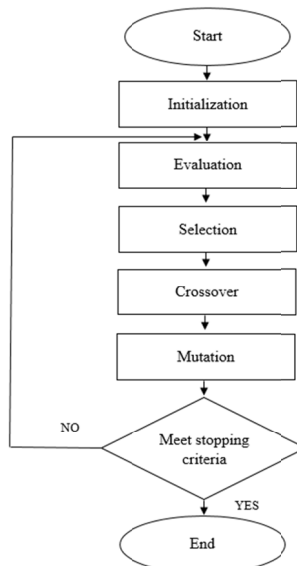 Start
Initialization
Evaluation
Selection
Crossover
Mutation
Meet stopping
criteria
NO
YES
End